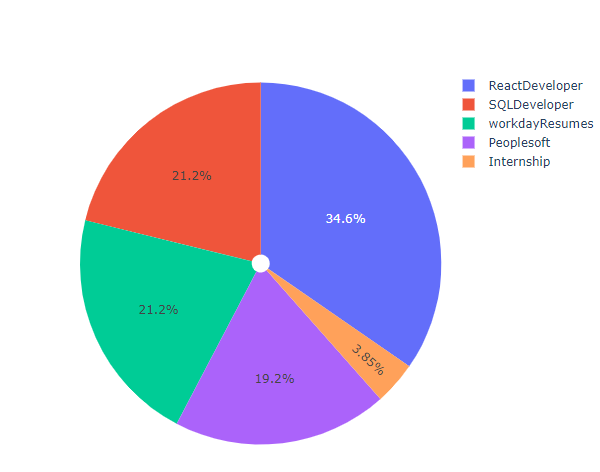 ReactDeveloper
SQLDeveloper
workdayResumes
Peoplesoft
Internship
21.2%
34.6%
21.2%
3.85%
19.2%